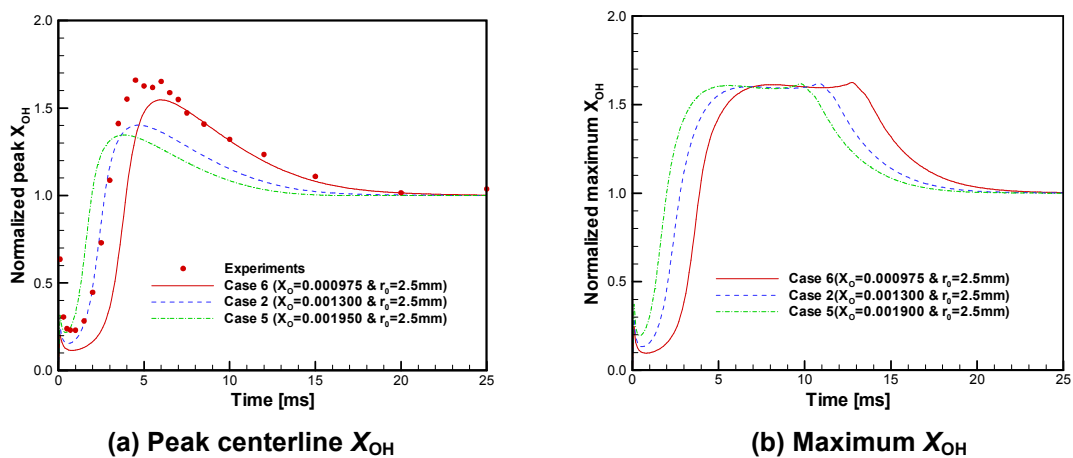 2.0
1.5
1.0
0.5
0.0
Normalized peak X_OH
Experiments
Case 6 (X_O=0.000975 & r_0=2.5mm)
Case 2 (X_O=0.001300 & r_0=2.5mm)
Case 5 (X_O=0.001950 & r_0=2.5mm)
0 5 10 15 20 25
Time [ms]
(a) Peak centerline X_OH
2.0
1.5
1.0
0.5
0.0
Normalized maximum X_OH
Case 6(X_O=0.000975 & r_0=2.5mm)
Case 2(X_O=0.001300 & r_0=2.5mm)
Case 5(X_O=0.001900 & r_0=2.5mm)
0 5 10 15 20 25
Time [ms]
(b) Maximum X_OH